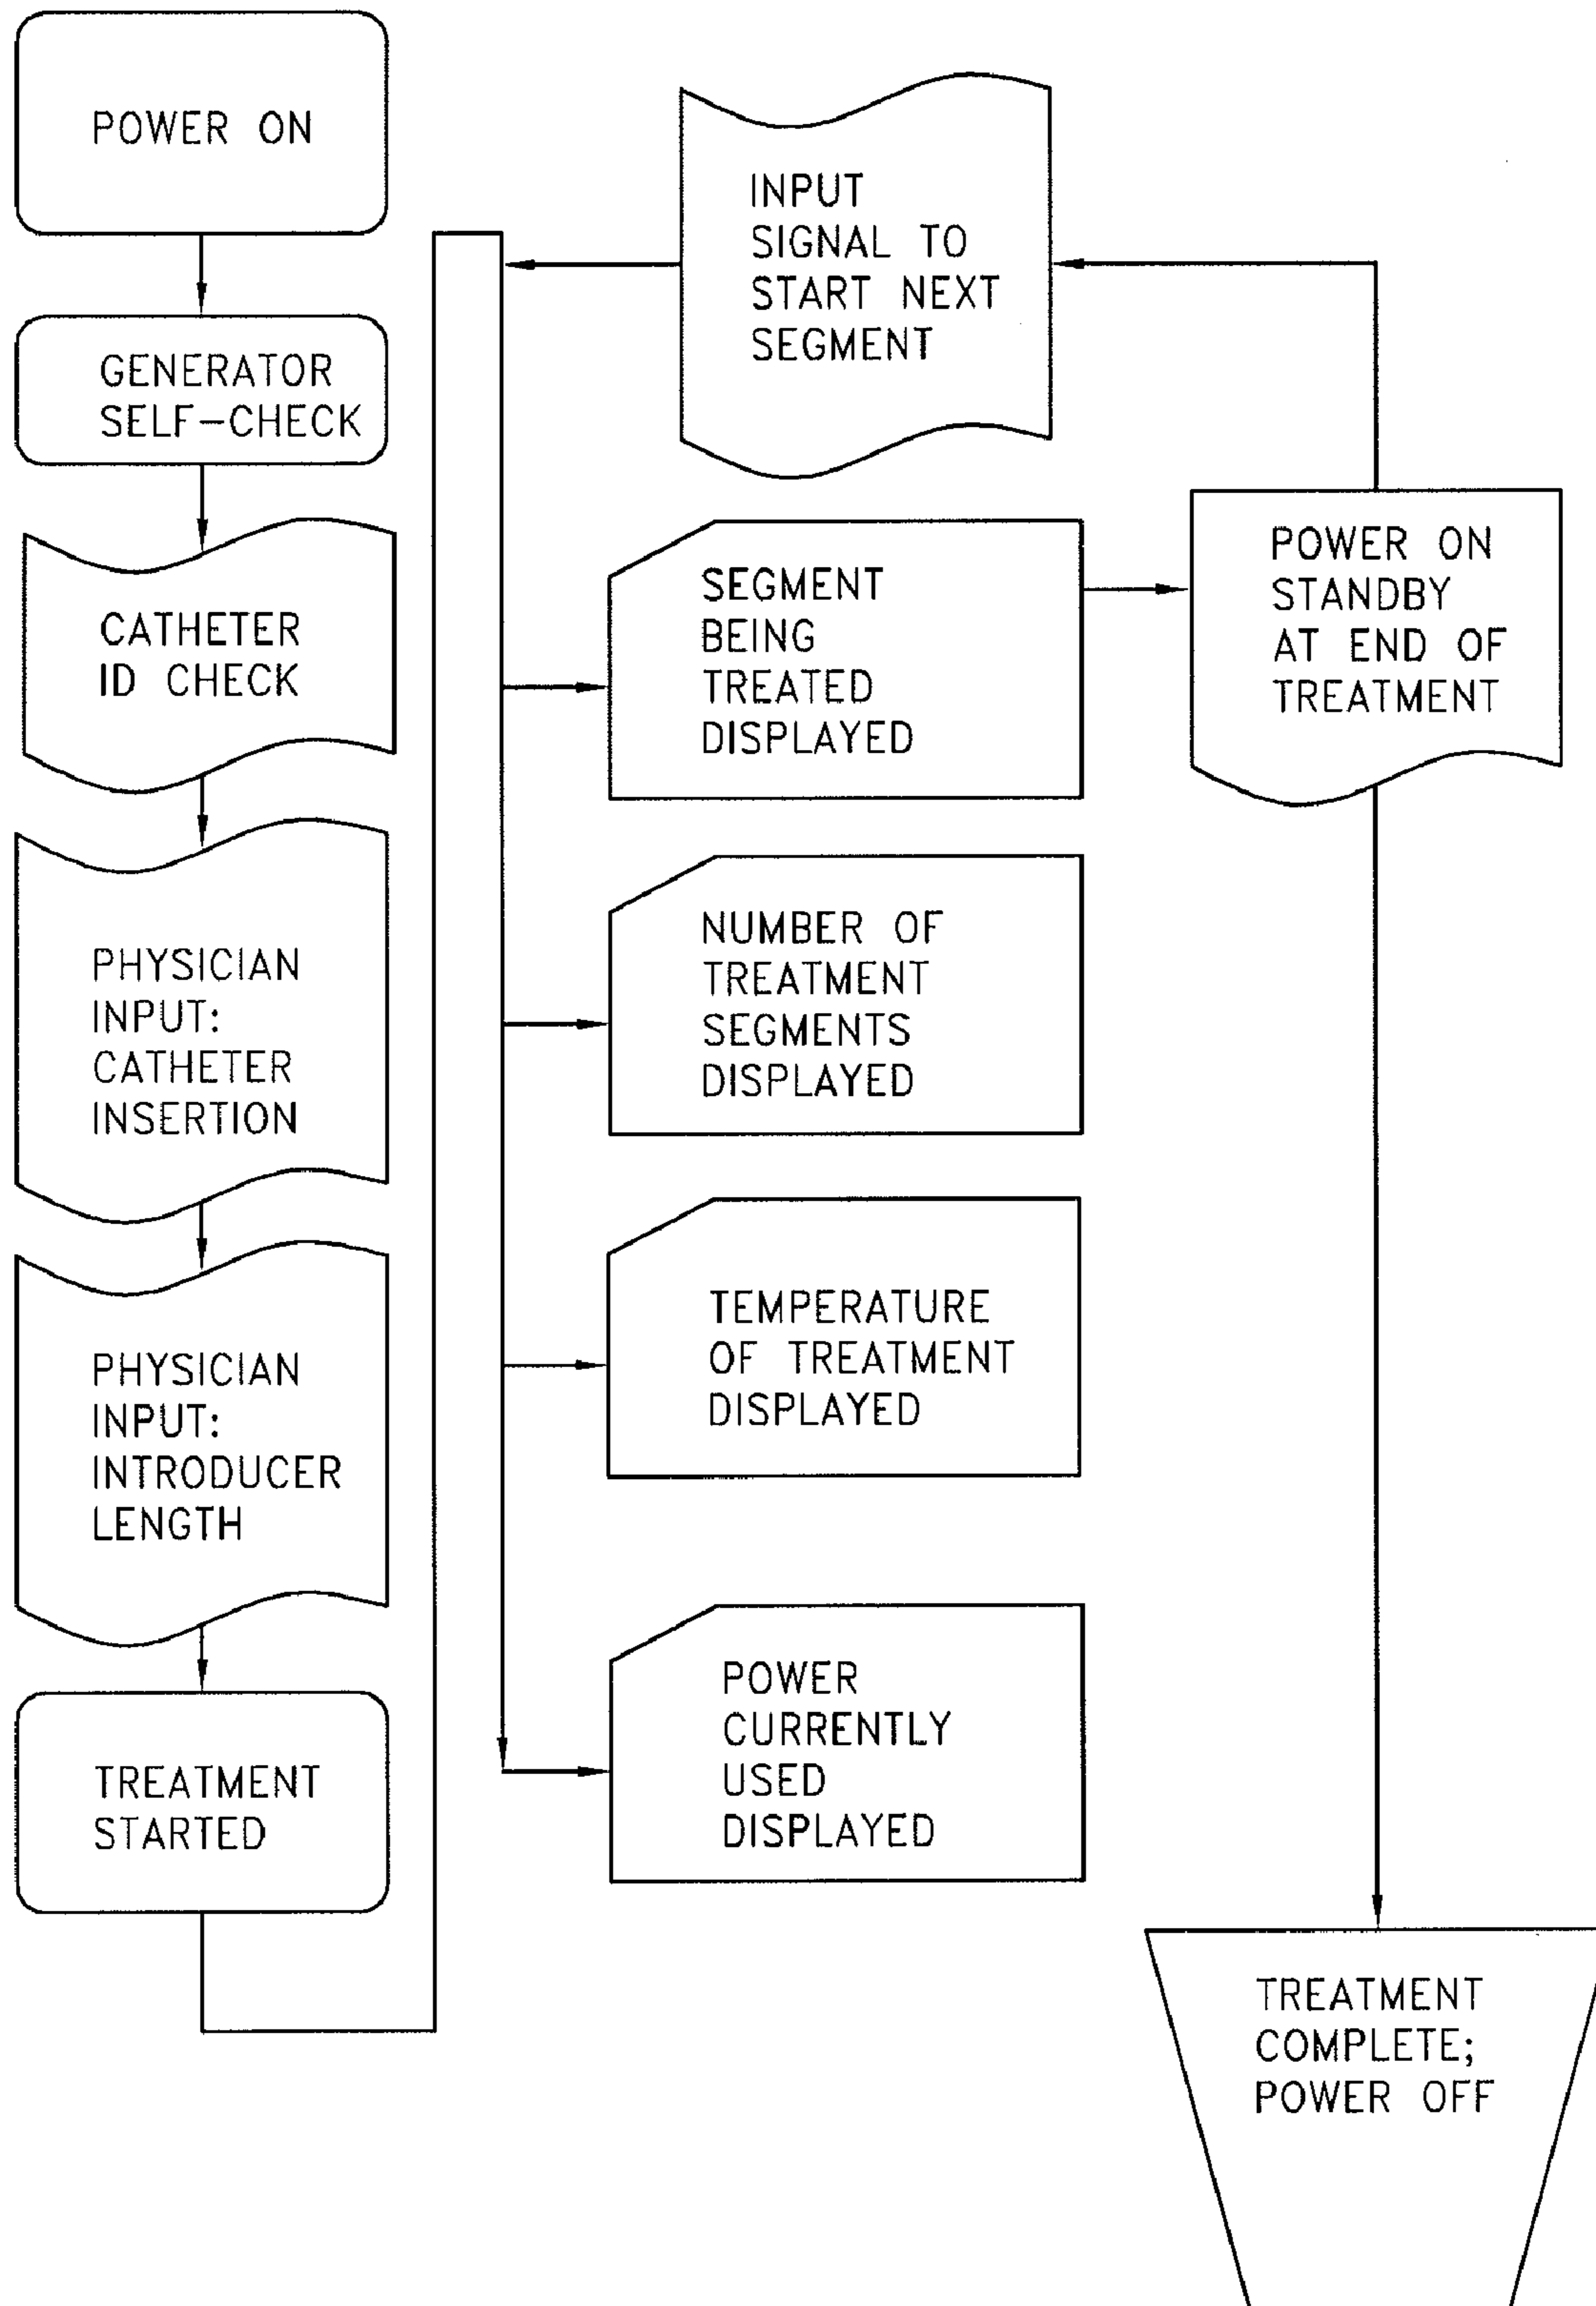 POWER ON
GENERATOR
SELF-CHECK
CATHETER
ID CHECK
PHYSICIAN
INPUT:
CATHETER
INSERTION
PHYSICIAN
INPUT:
INTRODUCER
LENGTH
TREATMENT
STARTED
INPUT
SIGNAL TO
START NEXT
SEGMENT
SEGMENT
BEING
TREATED
DISPLAYED
NUMBER OF
TREATMENT
SEGMENTS
DISPLAYED
TEMPERATURE
OF TREATMENT
DISPLAYED
POWER
CURRENTLY
USED
DISPLAYED
POWER ON
STANDBY
AT END OF
TREATMENT
TREATMENT
COMPLETE;
POWER OFF